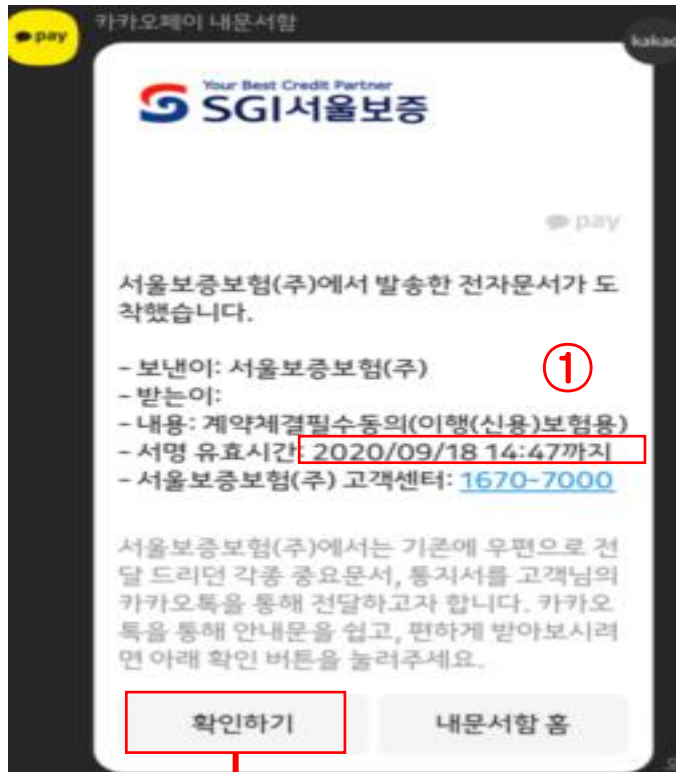 카카오페이 내문서함
pay
kakao
Your Best Credit Partner
SGI서울보증
pay
서울보증보험(주)에서 발송한 전자문서가 도
착했습니다.
- 보낸이: 서울보증보험(주)
①
- 받는이:
- 내용: 계약체결필수동의(이행(신용)보험용)
- 서명 유효시간: 2020/09/18 14:47까지
- 서울보증보험(주) 고객센터: 1670-7000
서울보증보험(주)에서는 기존에 우편으로 전
달 드리던 각종 중요문서, 통지서를 고객님의
카카오톡을 통해 전달하고자 합니다. 카카오
톡을 통해 안내문을 쉽고, 편하게 받아보시려
면 아래 확인 버튼을 눌러주세요.
확인하기
내문서함 홈